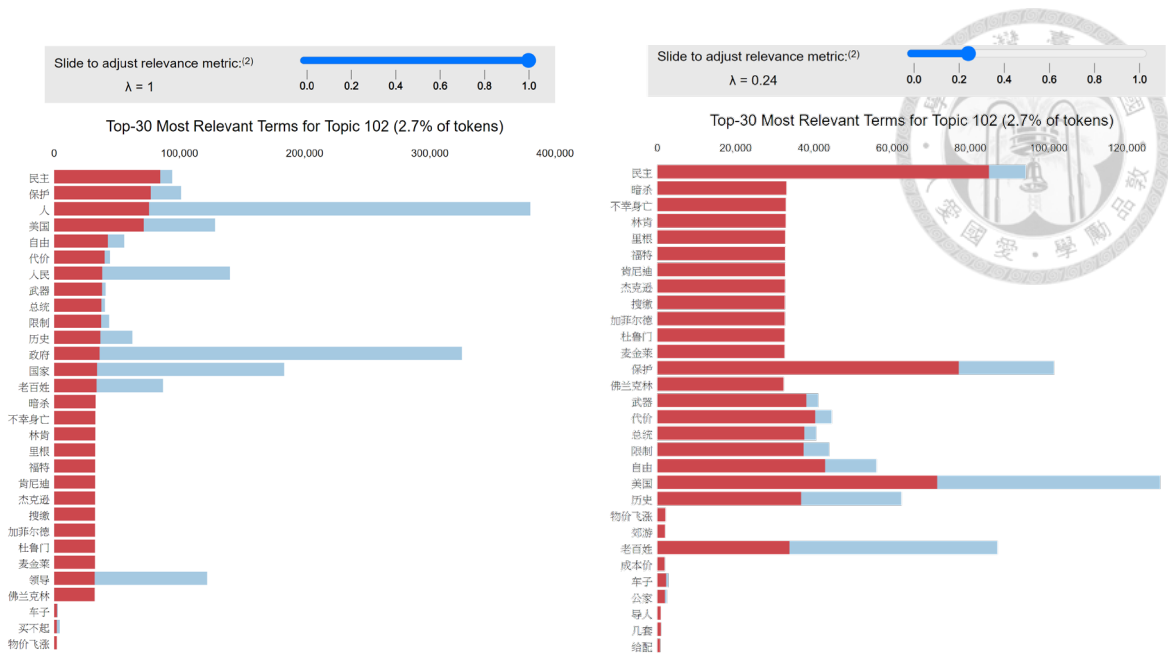 Slide to adjust relevance metric:(2)
λ = 1
0.0 0.2 0.4 0.6 0.8 1.0
Top-30 Most Relevant Terms for Topic 102 (2.7% of tokens)
0 100,000 200,000 300,000 400,000
民主
保护
人
美国
自由
代价
人民
武器
总统
限制
历史
政府
国家
老百姓
暗杀
不幸身亡
林肯
里根
福特
肯尼迪
杰克逊
搜缴
加菲尔德
杜鲁门
麦金莱
领导
佛兰克林
车子
买不起
物价飞涨
Slide to adjust relevance metric:(2)
λ = 0.24
0.0 0.2 0.4 0.6 0.8 1.0
Top-30 Most Relevant Terms for Topic 102 (2.7% of tokens)
0 20,000 40,000 60,000 80,000 100,000 120,000
民主
暗杀
不幸身亡
林肯
里根
福特
肯尼迪
杰克逊
搜缴
加菲尔德
杜鲁门
麦金莱
保护
佛兰克林
武器
代价
总统
限制
自由
美国
历史
物价飞涨
郊游
老百姓
成本价
车子
公家
导人
几套
给配
愛國愛學勵品敦